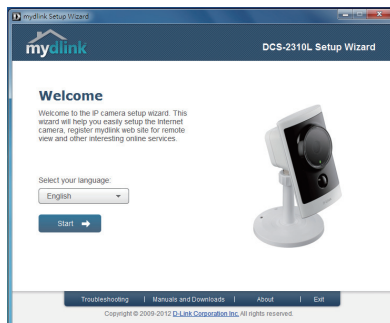 mydlink Setup Wizard
mydlink
DCS-2310L Setup Wizard
Welcome
Welcome to the IP camera setup wizard. This
wizard will help you easily setup the Internet
camera, register mydlink web site for remote
view and other interesting online services.
Select your language:
English
Start
Troubleshooting | Manuals and Downloads | About | Exit
Copyright © 2009-2012 D-Link Corporation Inc. All rights reserved.